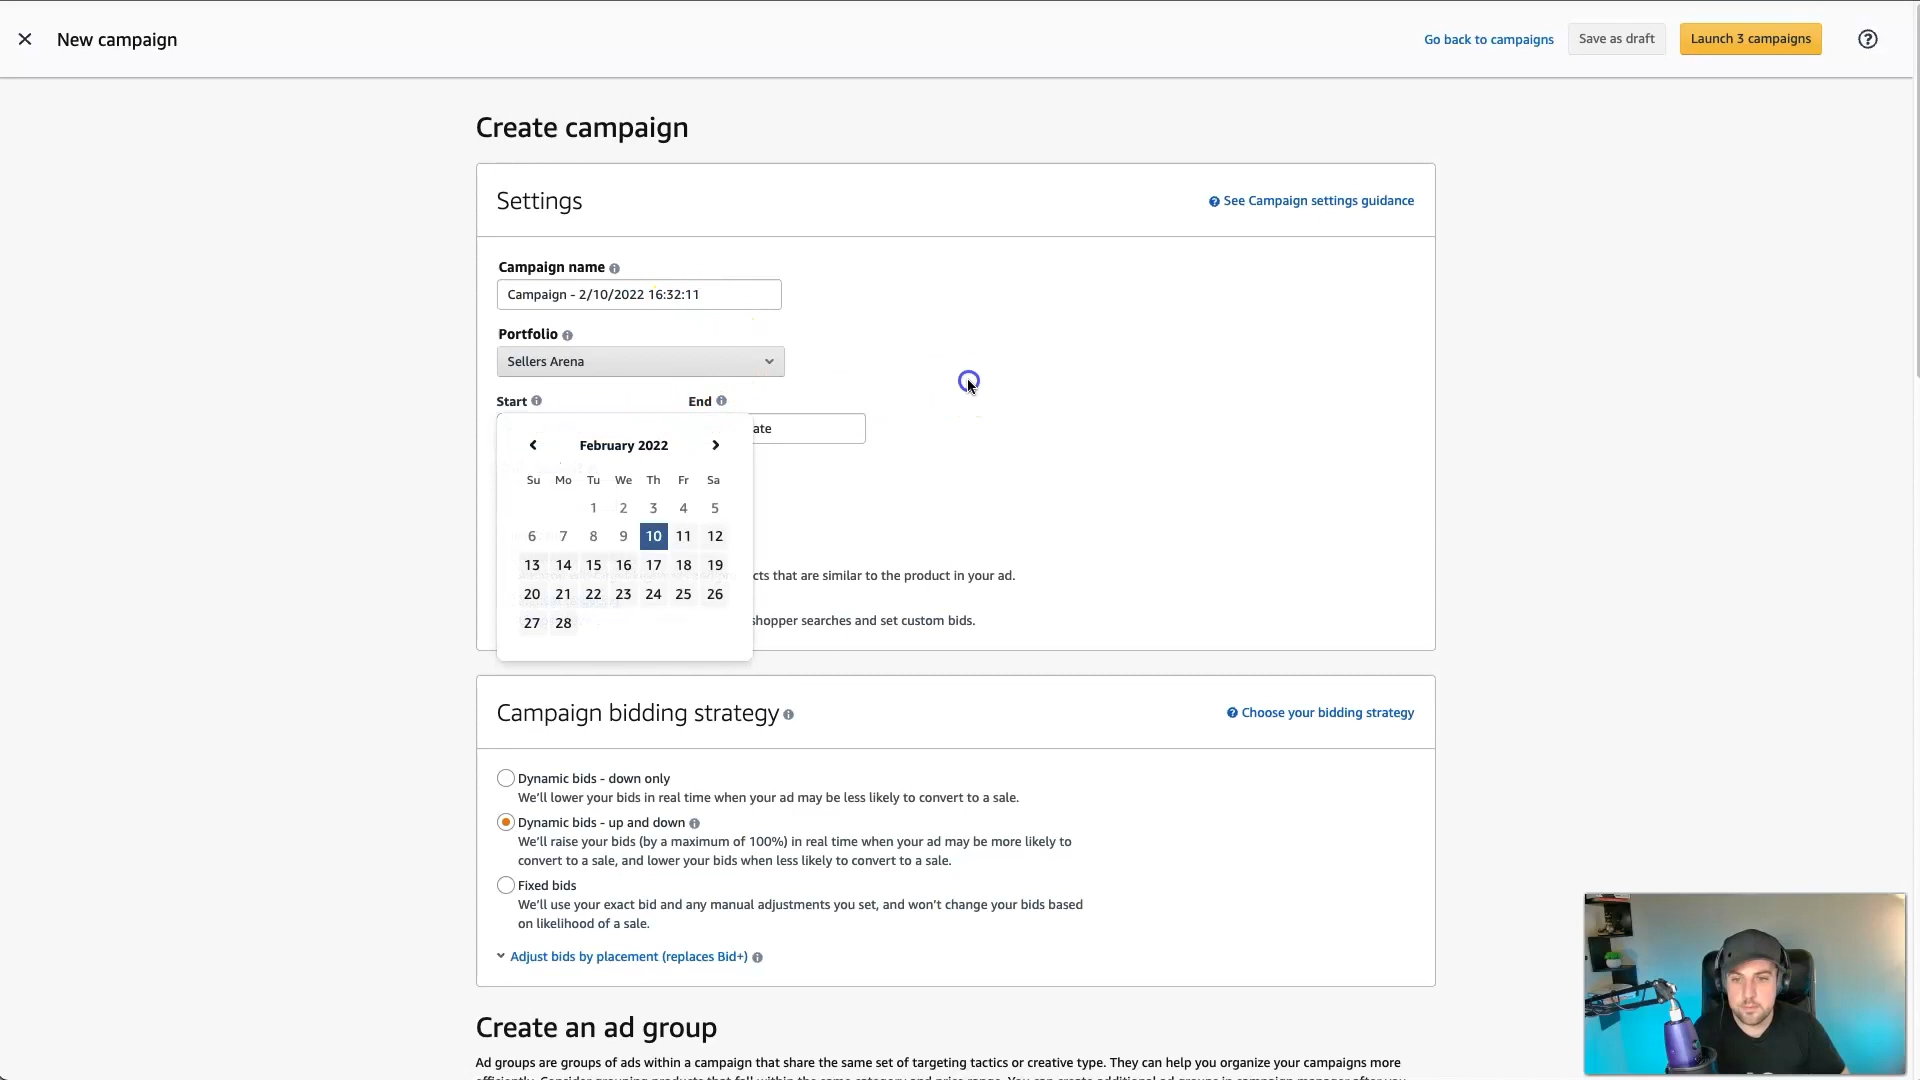 New campaign
Go back to campaigns
Save as draft
Launch 3 campaigns
Create campaign
Settings
See Campaign settings guidance
Campaign name
Campaign - 2/10/2022 16:32:11
Portfolio
Sellers Arena
Start
End
ate
February 2022
Su Mo Tu We Th Fr Sa
1 2 3 4 5
6 7 8 9 10 11 12
13 14 15 16 17 18 19
cts that are similar to the product in your ad.
20 21 22 23 24 25 26
27 28
shopper searches and set custom bids.
Campaign bidding strategy
Choose your bidding strategy
Dynamic bids - down only
We'll lower your bids in real time when your ad may be less likely to convert to a sale.
Dynamic bids - up and down
We'll raise your bids (by a maximum of 100%) in real time when your ad may be more likely to
convert to a sale, and lower your bids when less likely to convert to a sale.
Fixed bids
We'll use your exact bid and any manual adjustments you set, and won't change your bids based
on likelihood of a sale.
Adjust bids by placement (replaces Bid+)
Create an ad group
Ad groups are groups of ads within a campaign that share the same set of targeting tactics or creative type. They can help you organize your campaigns more